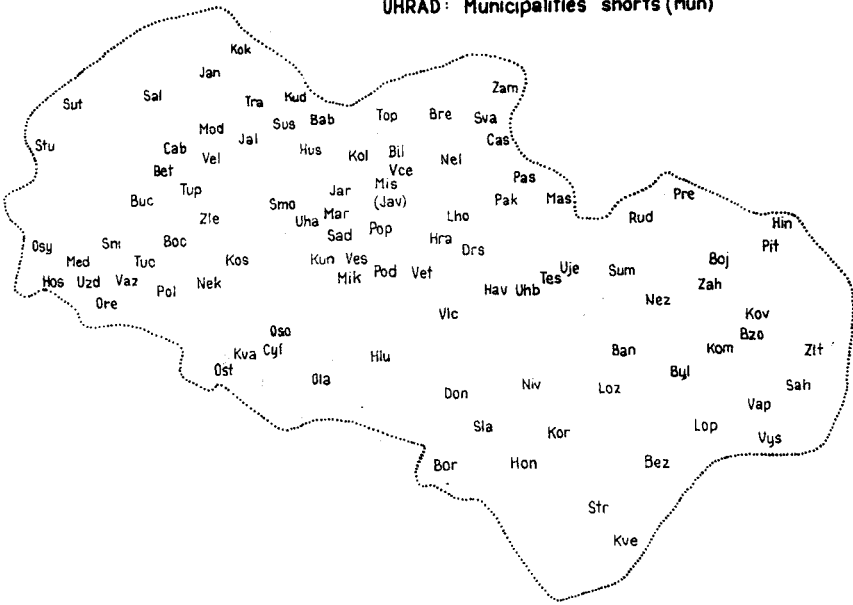 UHRAD: Municipalities shorts (Mun)
Kok
Jan
Zam
Sut
Sal
Tra
Kud
Sus
Bab
Top
Bre
Sva
Stu
Mod
Jal
Cas
Cab
Vel
Hus
Kol
Bil
Nel
Bet
Vce
Pas
Tup
Jar
Mis
(Jav)
Pak
Mas
Pre
Buc
Zle
Smo
Mar
Uha
Lho
Rud
Hin
Sad
Pop
Osy
Sm
Boc
Hra
Drs
Pit
Med
Tuc
Kos
Kun
Ves
Boj
Hos
Uzd
Vaz
Pol
Nek
Mik
Pod
Vet
Hav
Uhb
Tes
Uje
Sum
Zah
Ore
Nez
Vlc
Kov
Oso
Bzo
Ost
Kva
Cyf
Hlu
Ban
Kom
Zlt
Ola
Byl
Don
Niv
Loz
Sah
Vap
Sla
Kor
Lop
Vys
Bor
Hon
Bez
Str
Kve